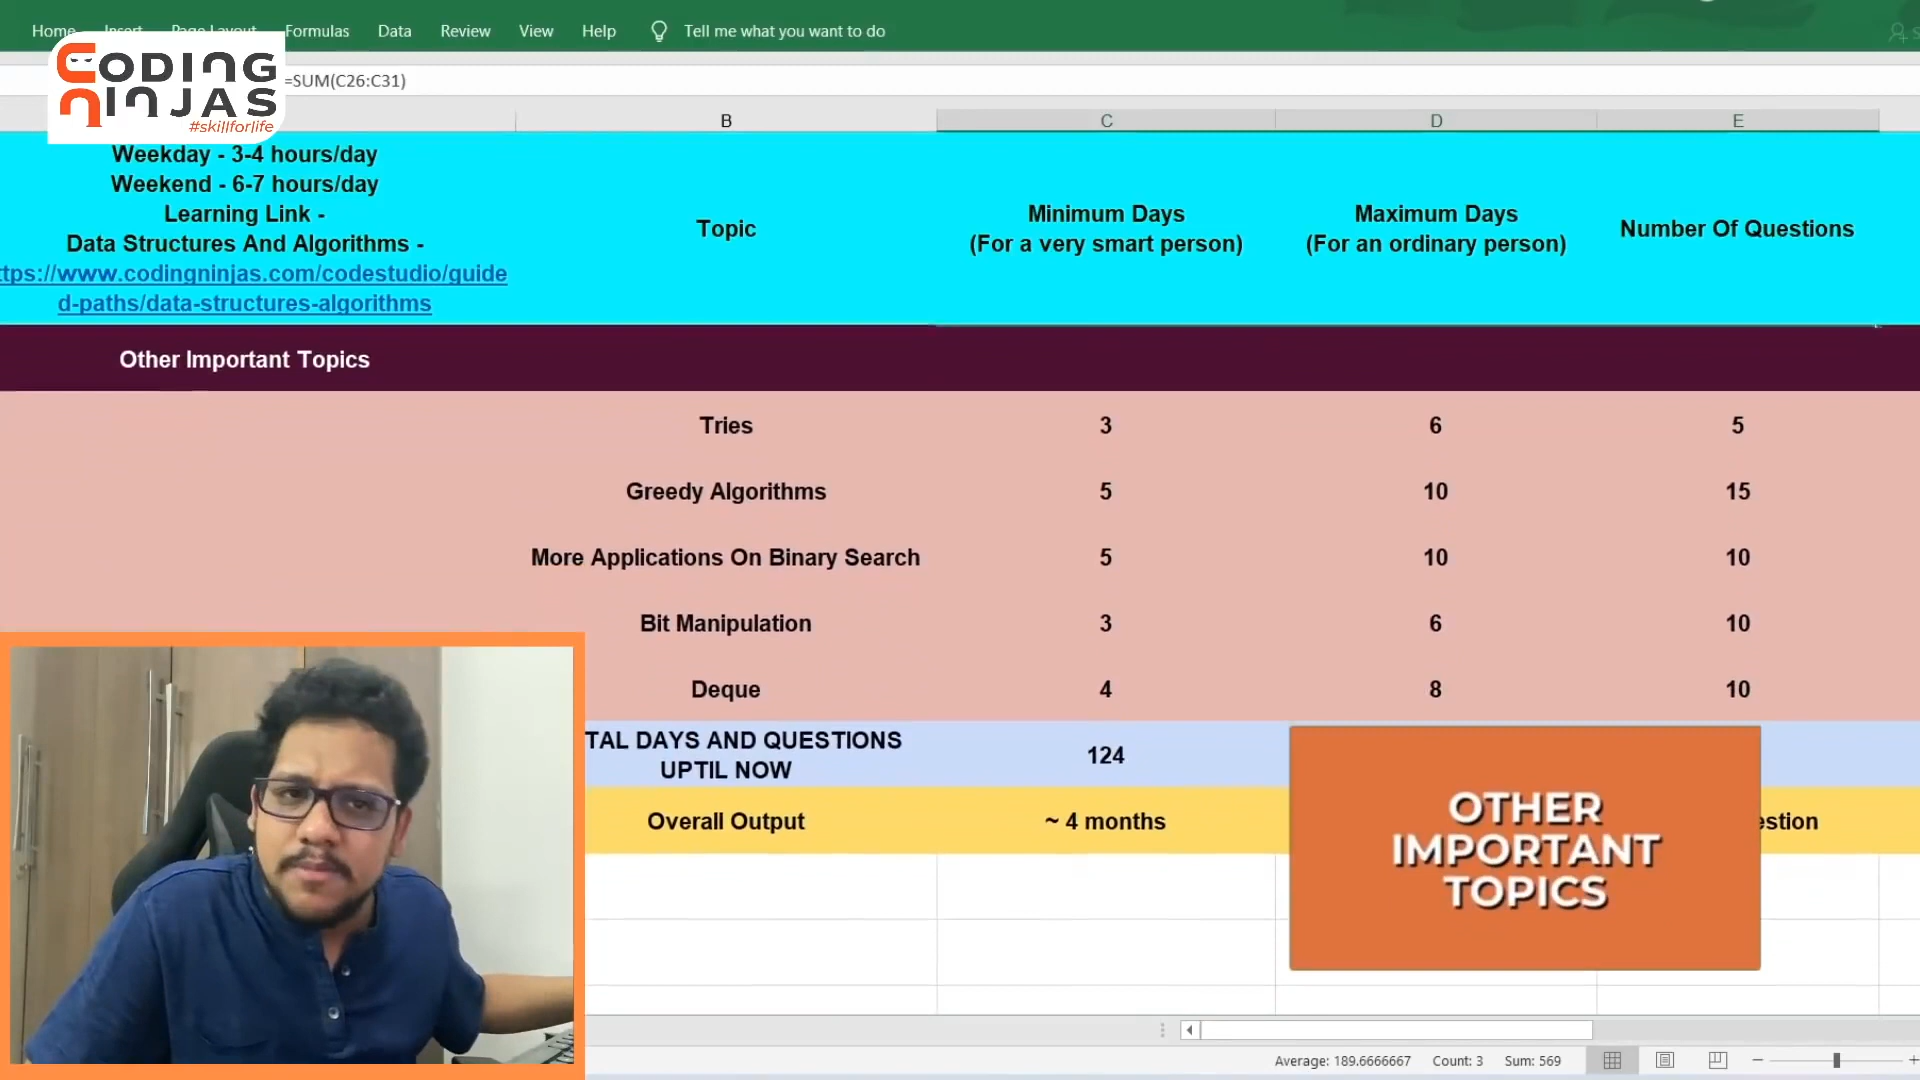 Home Insert Page Layout Formulas Data Review View Help Tell me what you want to do
CODING
NINJAS
#skillforlife
=SUM(C26:C31)
B C D E
Weekday - 3-4 hours/day
Weekend - 6-7 hours/day
Learning Link -
Data Structures And Algorithms -
ttps://www.codingninjas.com/codestudio/guide
d-paths/data-structures-algorithms
Topic
Minimum Days
(For a very smart person)
Maximum Days
(For an ordinary person)
Number Of Questions
Other Important Topics
Tries 3 6 5
Greedy Algorithms 5 10 15
More Applications On Binary Search 5 10 10
Bit Manipulation 3 6 10
Deque 4 8 10
TAL DAYS AND QUESTIONS
UPTIL NOW
124
Overall Output ~ 4 months estion
OTHER
IMPORTANT
TOPICS
Average: 189.6666667 Count: 3 Sum: 569